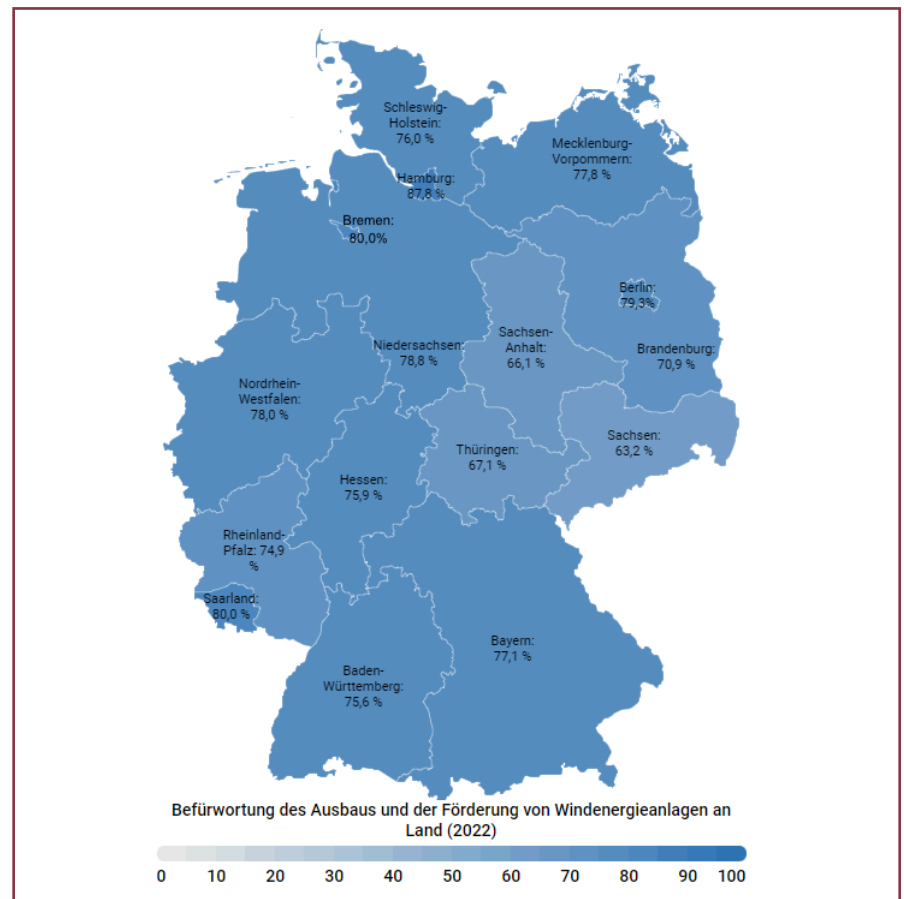 Schleswig-
Holstein:
76,0 %
Mecklenburg-
Vorpommern:
77,8 %
Hamburg:
87,8 %
Bremen:
80,0%
Berlin:
79,3%
Sachsen-
Anhalt:
66,1 %
Niedersachsen:
78,8 %
Brandenburg:
70,9 %
Nordrhein-
Westfalen:
78,0 %
Sachsen:
63,2 %
Thüringen:
67,1 %
Hessen:
75,9 %
Rheinland-
Pfalz: 74,9
%
Saarland:
80,0 %
Bayern:
77,1 %
Baden-
Württemberg:
75,6 %
Befürwortung des Ausbaus und der Förderung von Windenergieanlagen an
Land (2022)
0 10 20 30 40 50 60 70 80 90 100